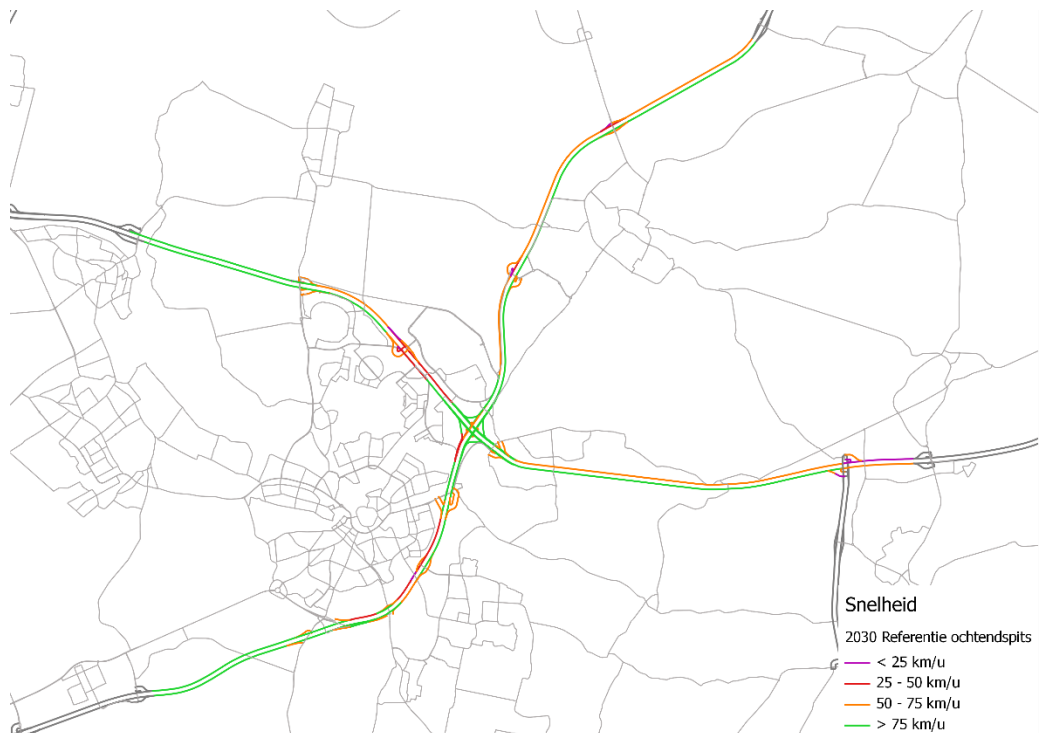 Snelheid
2030 Referentie ochtendspits
< 25 km/u
25 - 50 km/u
50 - 75 km/u
> 75 km/u